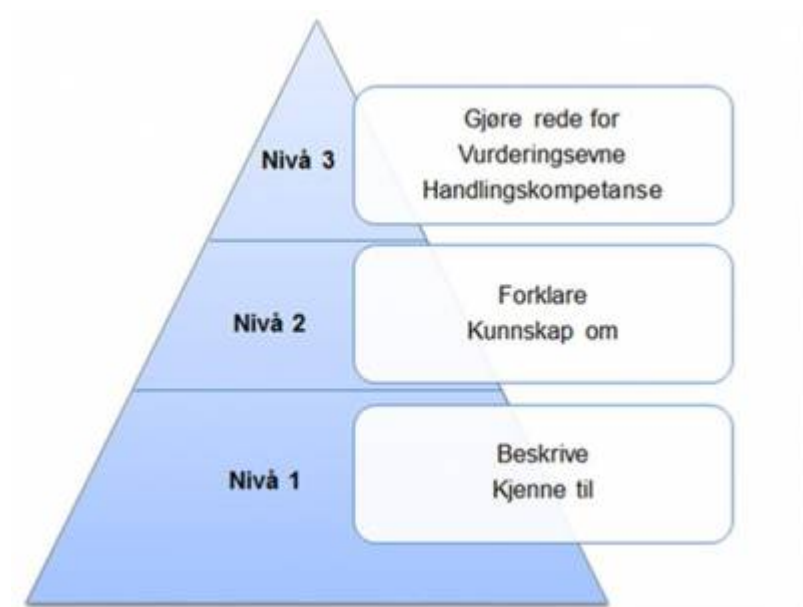 Nivå 3
Gjøre rede for
Vurderingsevne
Handlingskompetanse
Nivå 2
Forklare
Kunnskap om
Nivå 1
Beskrive
Kjenne til